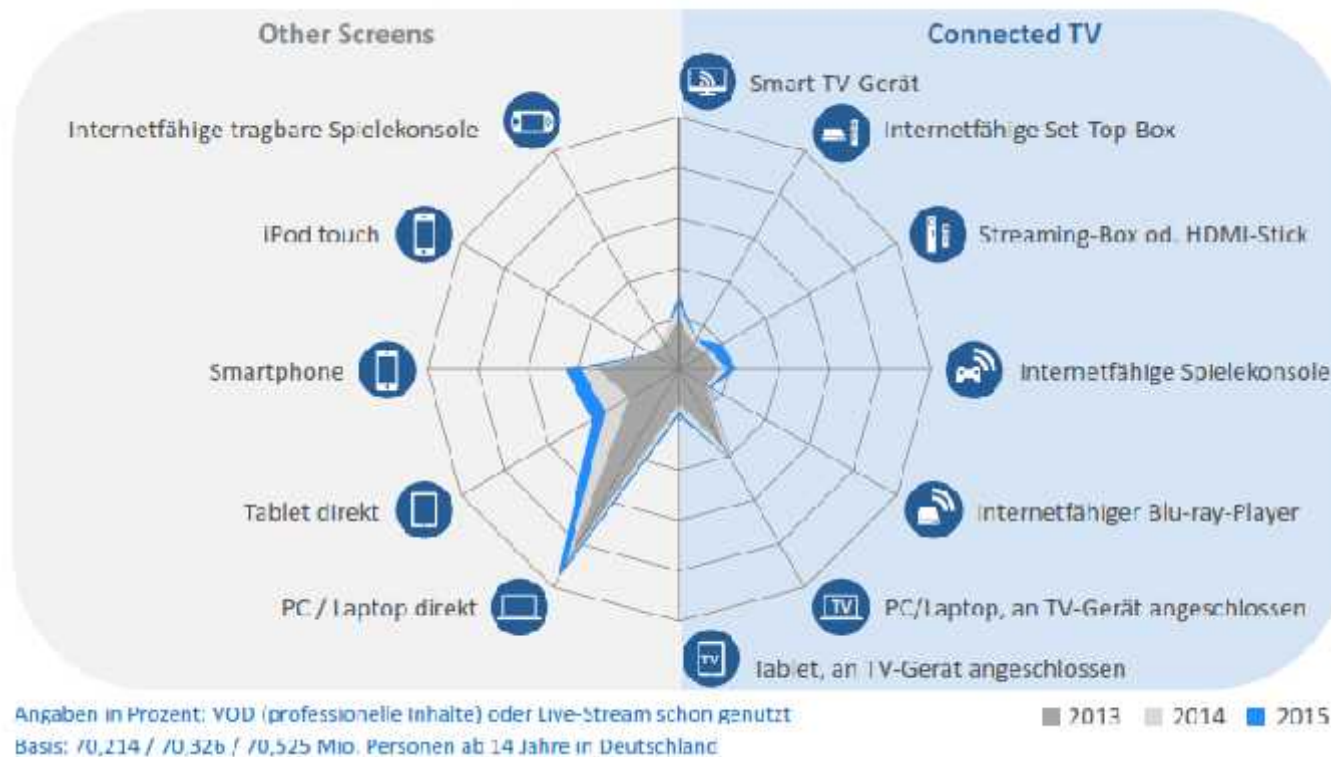 Other Screens
Connected TV
Smart TV Gerät
Internetfähige tragbare Spielekonsole
Internetfähige Set Top Box
iPod touch
Streaming-Box od. HDMI-Stick
Smartphone
Internetfähige Spielekonsole
Tablet direkt
Internetfähiger Blu-ray-Player
PC / Laptop direkt
TV
PC/Laptop, an TV-Gerät angeschlossen
TV
Tablet, an TV-Gerät angeschlossen
Angaben in Prozent; VOD (professionelle Inhalte) oder Live-Stream schon genutzt
2013
2014
2015
Basis: 70,214 / 70,326 / 70,525 Mio. Personen ab 14 Jahre in Deutschland